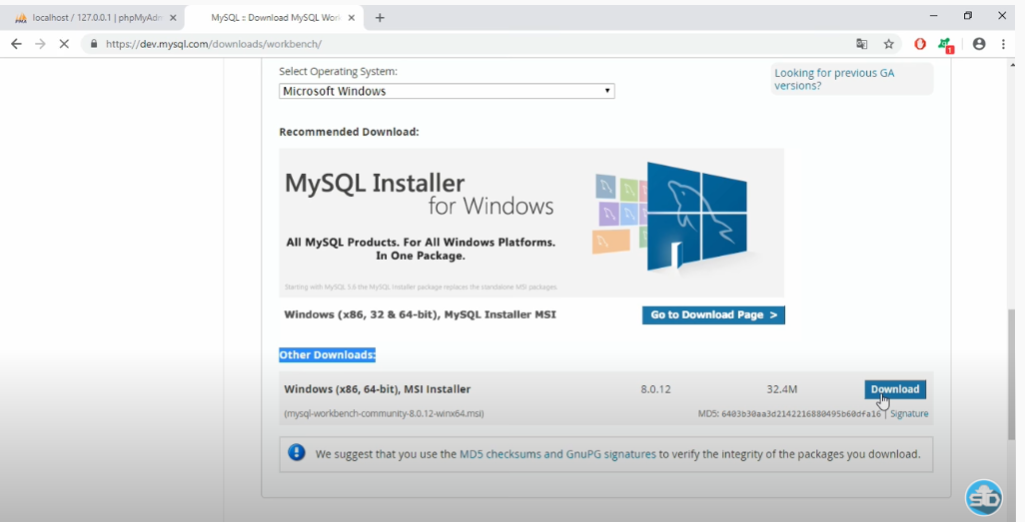 localhost / 127.0.0.1 | phpMyAdm
MySQL :: Download MySQL Work
https://dev.mysql.com/downloads/workbench/
1
Select Operating System:
Microsoft Windows
Looking for previous GA
versions?
Recommended Download:
MySQL Installer
for Windows
All MySQL Products. For All Windows Platforms.
In One Package.
Starting with MySQL 5.6 the MySQL Installer package replaces the standalone MSI packages.
Windows (x86, 32 & 64-bit), MySQL Installer MSI
Go to Download Page >
Other Downloads:
Windows (x86, 64-bit), MSI Installer
8.0.12
32.4M
Download
(mysql-workbench-community-8.0.12-winx64.msi)
MD5: 6403b30aa3d2142216880495b60dfa16 | Signature
We suggest that you use the MD5 checksums and GnuPG signatures to verify the integrity of the packages you download.
SD